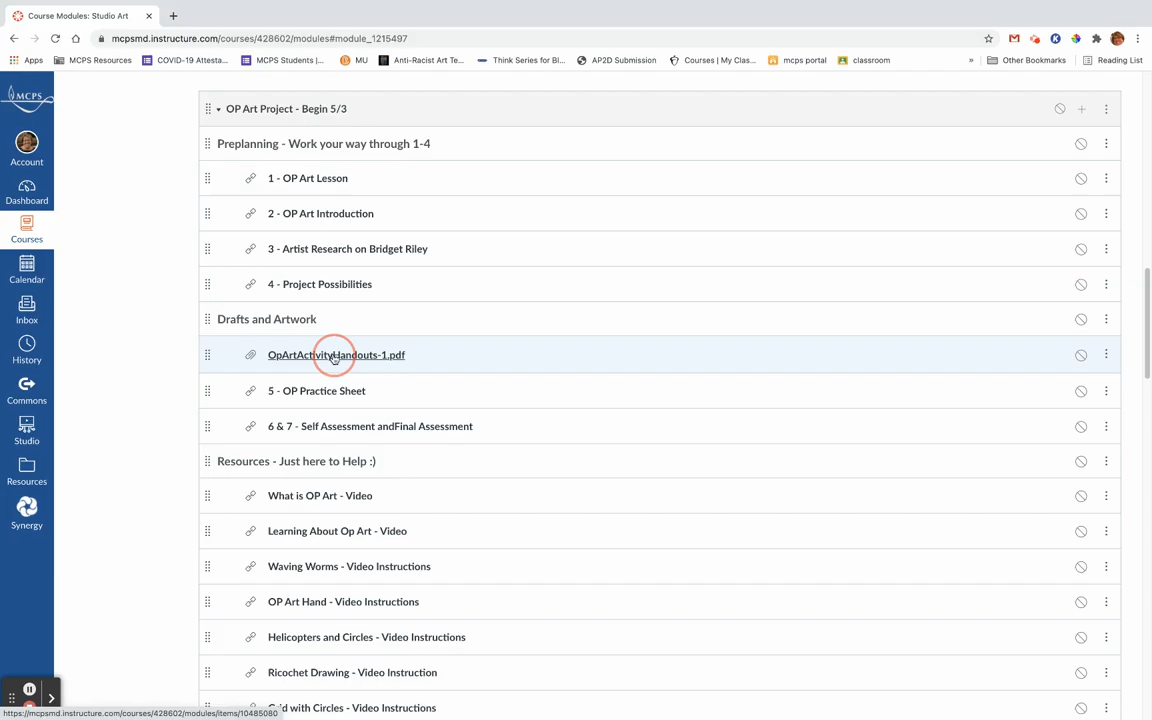 Course Modules: Studio Art
mcpsmd.instructure.com/courses/428602/modules#module_1215497
Apps MCPS Resources COVID-19 Attesta... MCPS Students |... MU Anti-Racist Art Te... Think Series for Bl... AP2D Submission Courses | My Clas... mcps portal classroom » Other Bookmarks Reading List
MCPS
Account
Dashboard
Courses
Calendar
Inbox
History
Commons
Studio
Resources
Synergy
OP Art Project - Begin 5/3
Preplanning - Work your way through 1-4
1 - OP Art Lesson
2 - OP Art Introduction
3 - Artist Research on Bridget Riley
4 - Project Possibilities
Drafts and Artwork
OpArtActivityHandouts-1.pdf
5 - OP Practice Sheet
6 & 7 - Self Assessment andFinal Assessment
Resources - Just here to Help :)
What is OP Art - Video
Learning About Op Art - Video
Waving Worms - Video Instructions
OP Art Hand - Video Instructions
Helicopters and Circles - Video Instructions
Ricochet Drawing - Video Instruction
Grid with Circles - Video Instructions
https://mcpsmd.instructure.com/courses/428602/modules/items/10485080